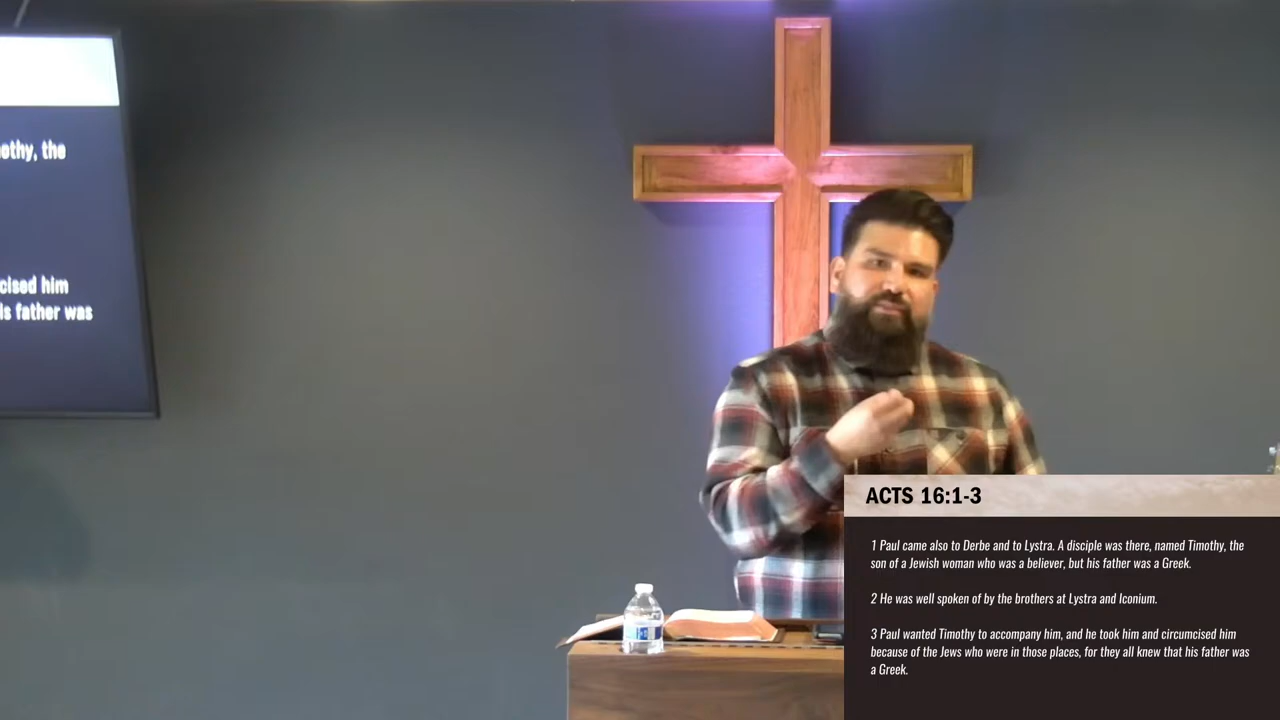 othy, the
cised him
is father was
ACTS 16:1-3
1 Paul came also to Derbe and to Lystra. A disciple was there, named Timothy, the
son of a Jewish woman who was a believer, but his father was a Greek.
2 He was well spoken of by the brothers at Lystra and Iconium.
3 Paul wanted Timothy to accompany him, and he took him and circumcised him
because of the Jews who were in those places, for they all knew that his father was
a Greek.